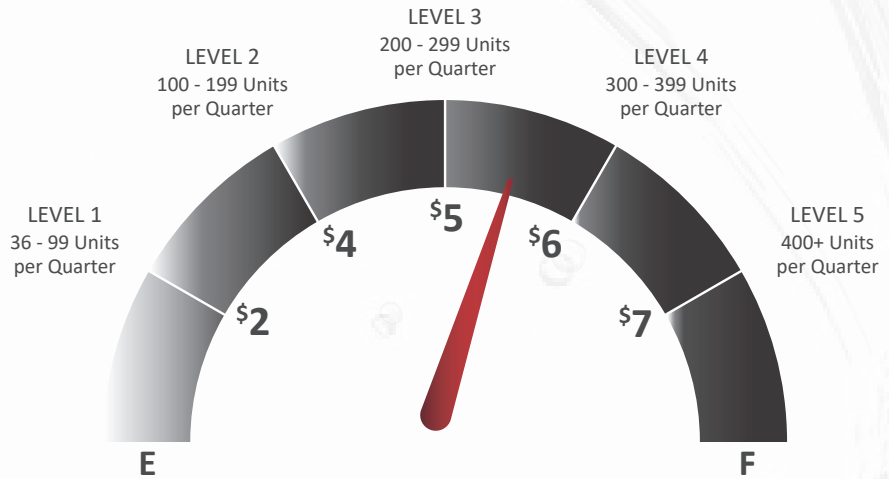 LEVEL 1
36 - 99 Units
per Quarter
LEVEL 2
100 - 199 Units
per Quarter
LEVEL 3
200 - 299 Units
per Quarter
LEVEL 4
300 - 399 Units
per Quarter
LEVEL 5
400+ Units
per Quarter
$2
$4
$5
$6
$7
E
F